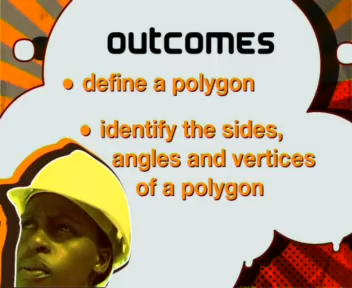 outcomes
• define a polygon
• identify the sides,
angles and vertices
of a polygon